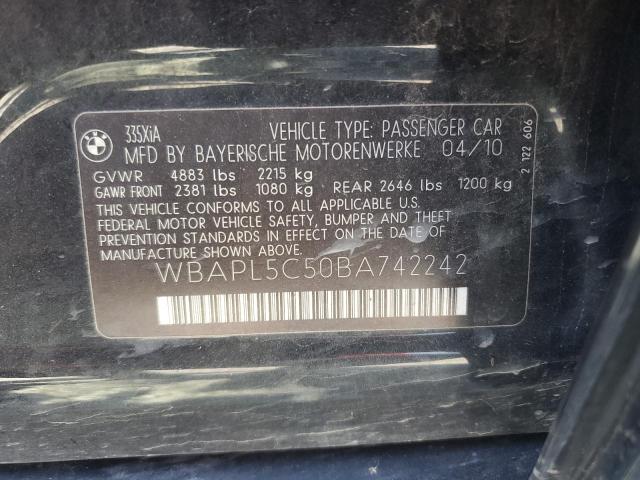 BMW
335XiA VEHICLE TYPE: PASSENGER CAR
MFD BY BAYERISCHE MOTORENWERKE 04/10
GVWR 4883 lbs 2215 kg
GAWR FRONT 2381 lbs 1080 kg REAR 2646 lbs 1200 kg
THIS VEHICLE CONFORMS TO ALL APPLICABLE U.S.
FEDERAL MOTOR VEHICLE SAFETY, BUMPER AND THEFT
PREVENTION STANDARDS IN EFFECT ON THE DATE OF
MANUFACTURE SHOWN ABOVE.
WBAPL5C50BA742242
2 122 606